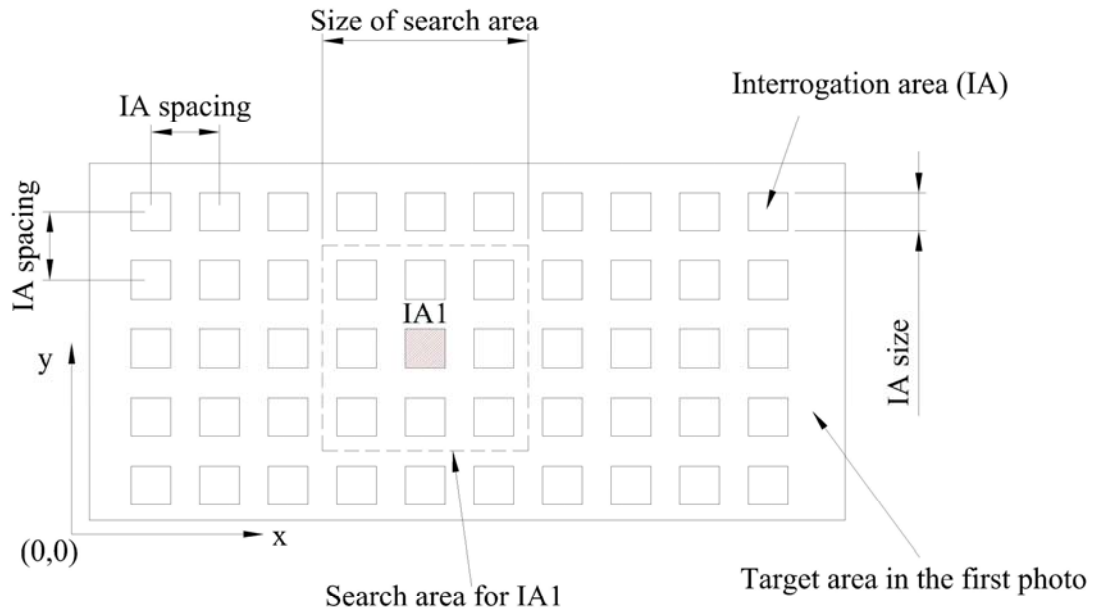 Size of search area
Interrogation area (IA)
IA spacing
IA spacing
IA1
IA size
y
x
(0,0)
Search area for IA1
Target area in the first photo